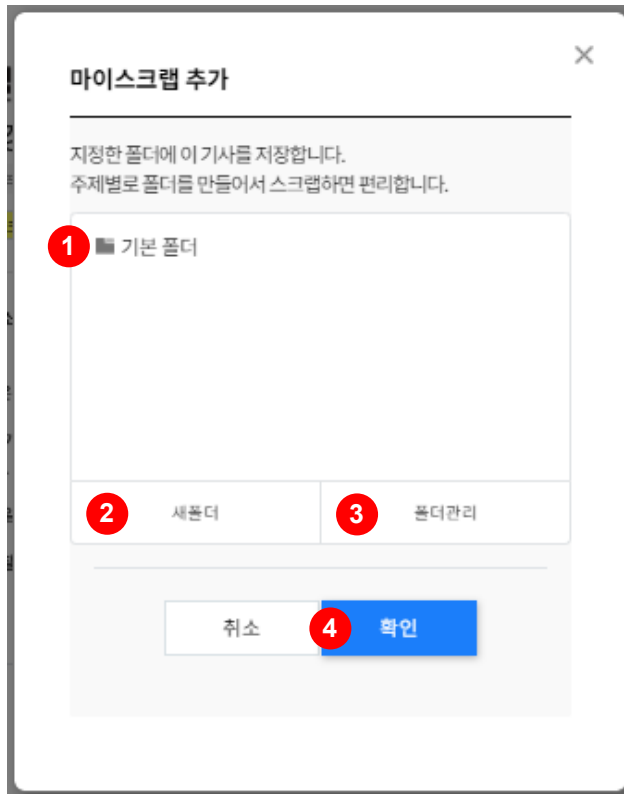 마이스크랩 추가
지정한 폴더에 이 기사를 저장합니다.
주제별로 폴더를 만들어서 스크랩하면 편리합니다.
1 기본 폴더
2 새폴더 3 폴더관리
취소 4 확인